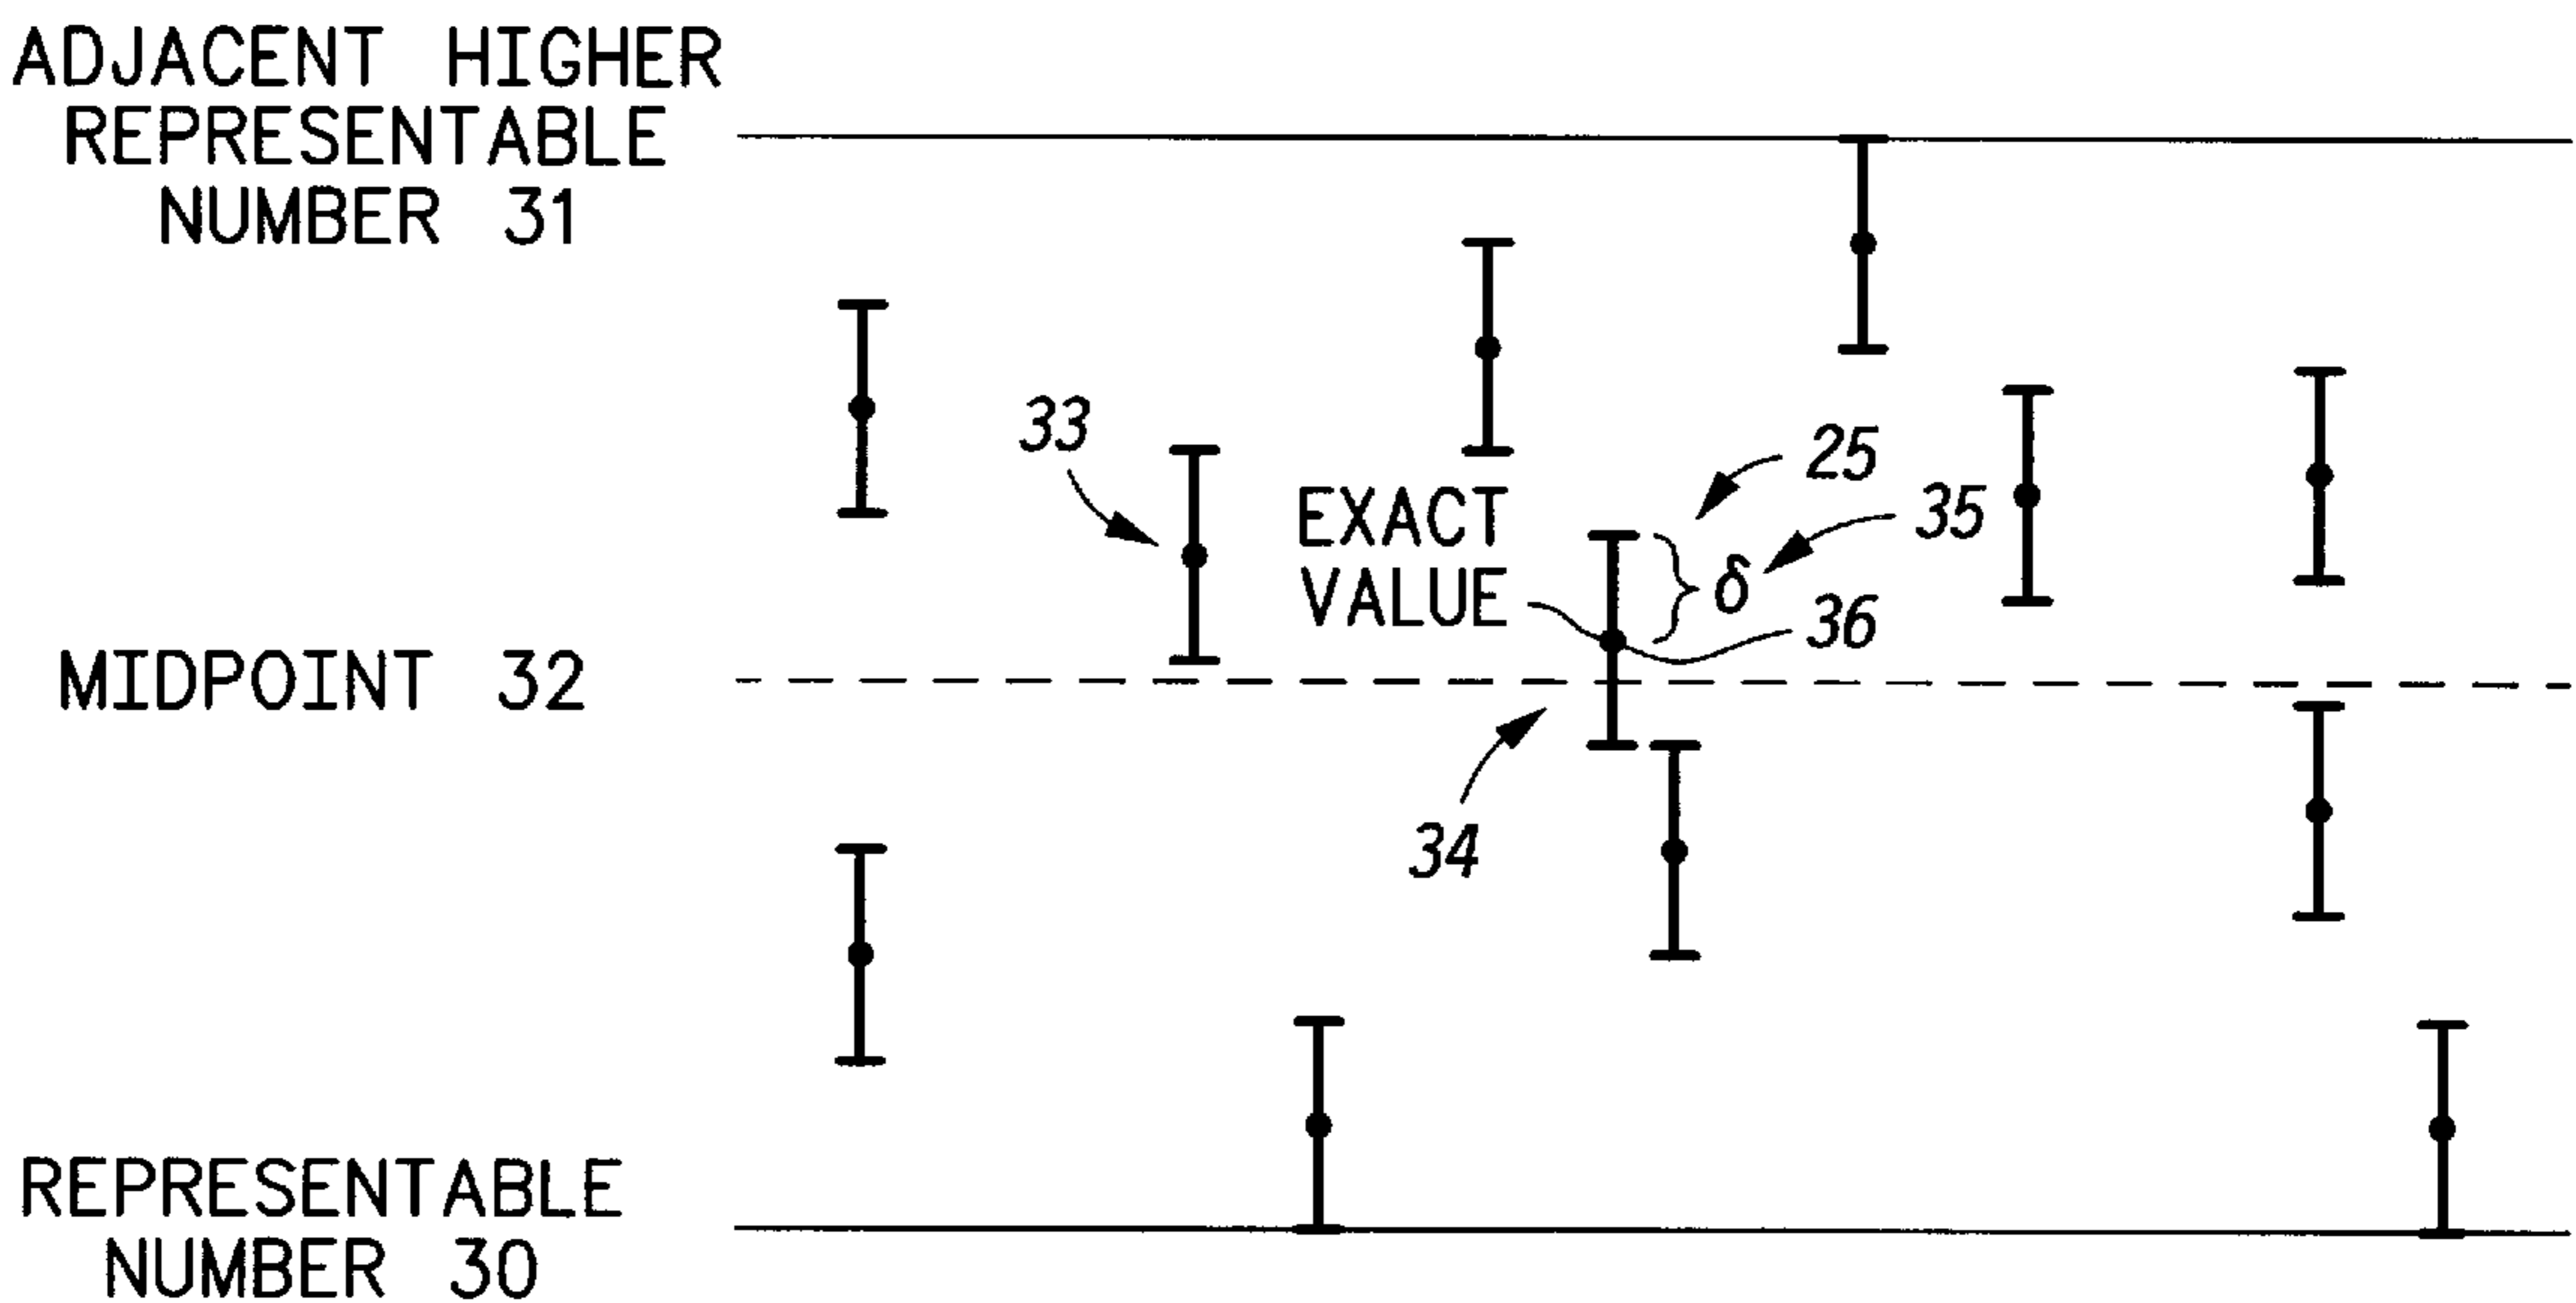 ADJACENT HIGHER
REPRESENTABLE
NUMBER 31
33
25
EXACT
35
δ
VALUE
36
MIDPOINT 32
34
REPRESENTABLE
NUMBER 30